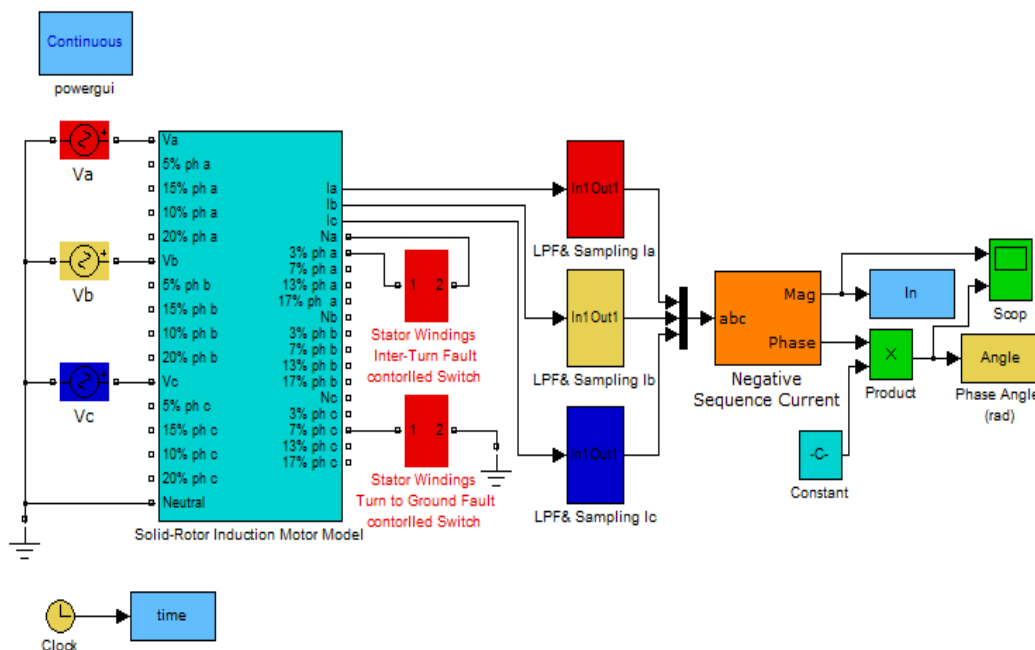 Continuous
powergui
Va
Vb
Vc
Va
5% ph a
15% ph a
10% ph a
20% ph a
Vb
5% ph b
15% ph b
10% ph b
20% ph b
Vc
5% ph c
15% ph c
10% ph c
20% ph c
Neutral
Ia
Ib
Ic
Na
3% ph a
7% ph a
13% ph a
17% ph a
Nb
3% ph b
7% ph b
13% ph b
17% ph b
Nc
3% ph c
7% ph c
13% ph c
17% ph c
Solid-Rotor Induction Motor Model
1 2
Stator Windings
Inter-Turn Fault
contorlled Switch
1 2
Stator Windings
Turn to Ground Fault
contorlled Switch
In1Out1
LPF& Sampling Ia
In1Out1
LPF& Sampling Ib
In1Out1
LPF& Sampling Ic
abc
Mag
Phase
Negative
Sequence Current
In
Scop
X
Product
Angle
Phase Angle
(rad)
-C-
Constant
Clock
time